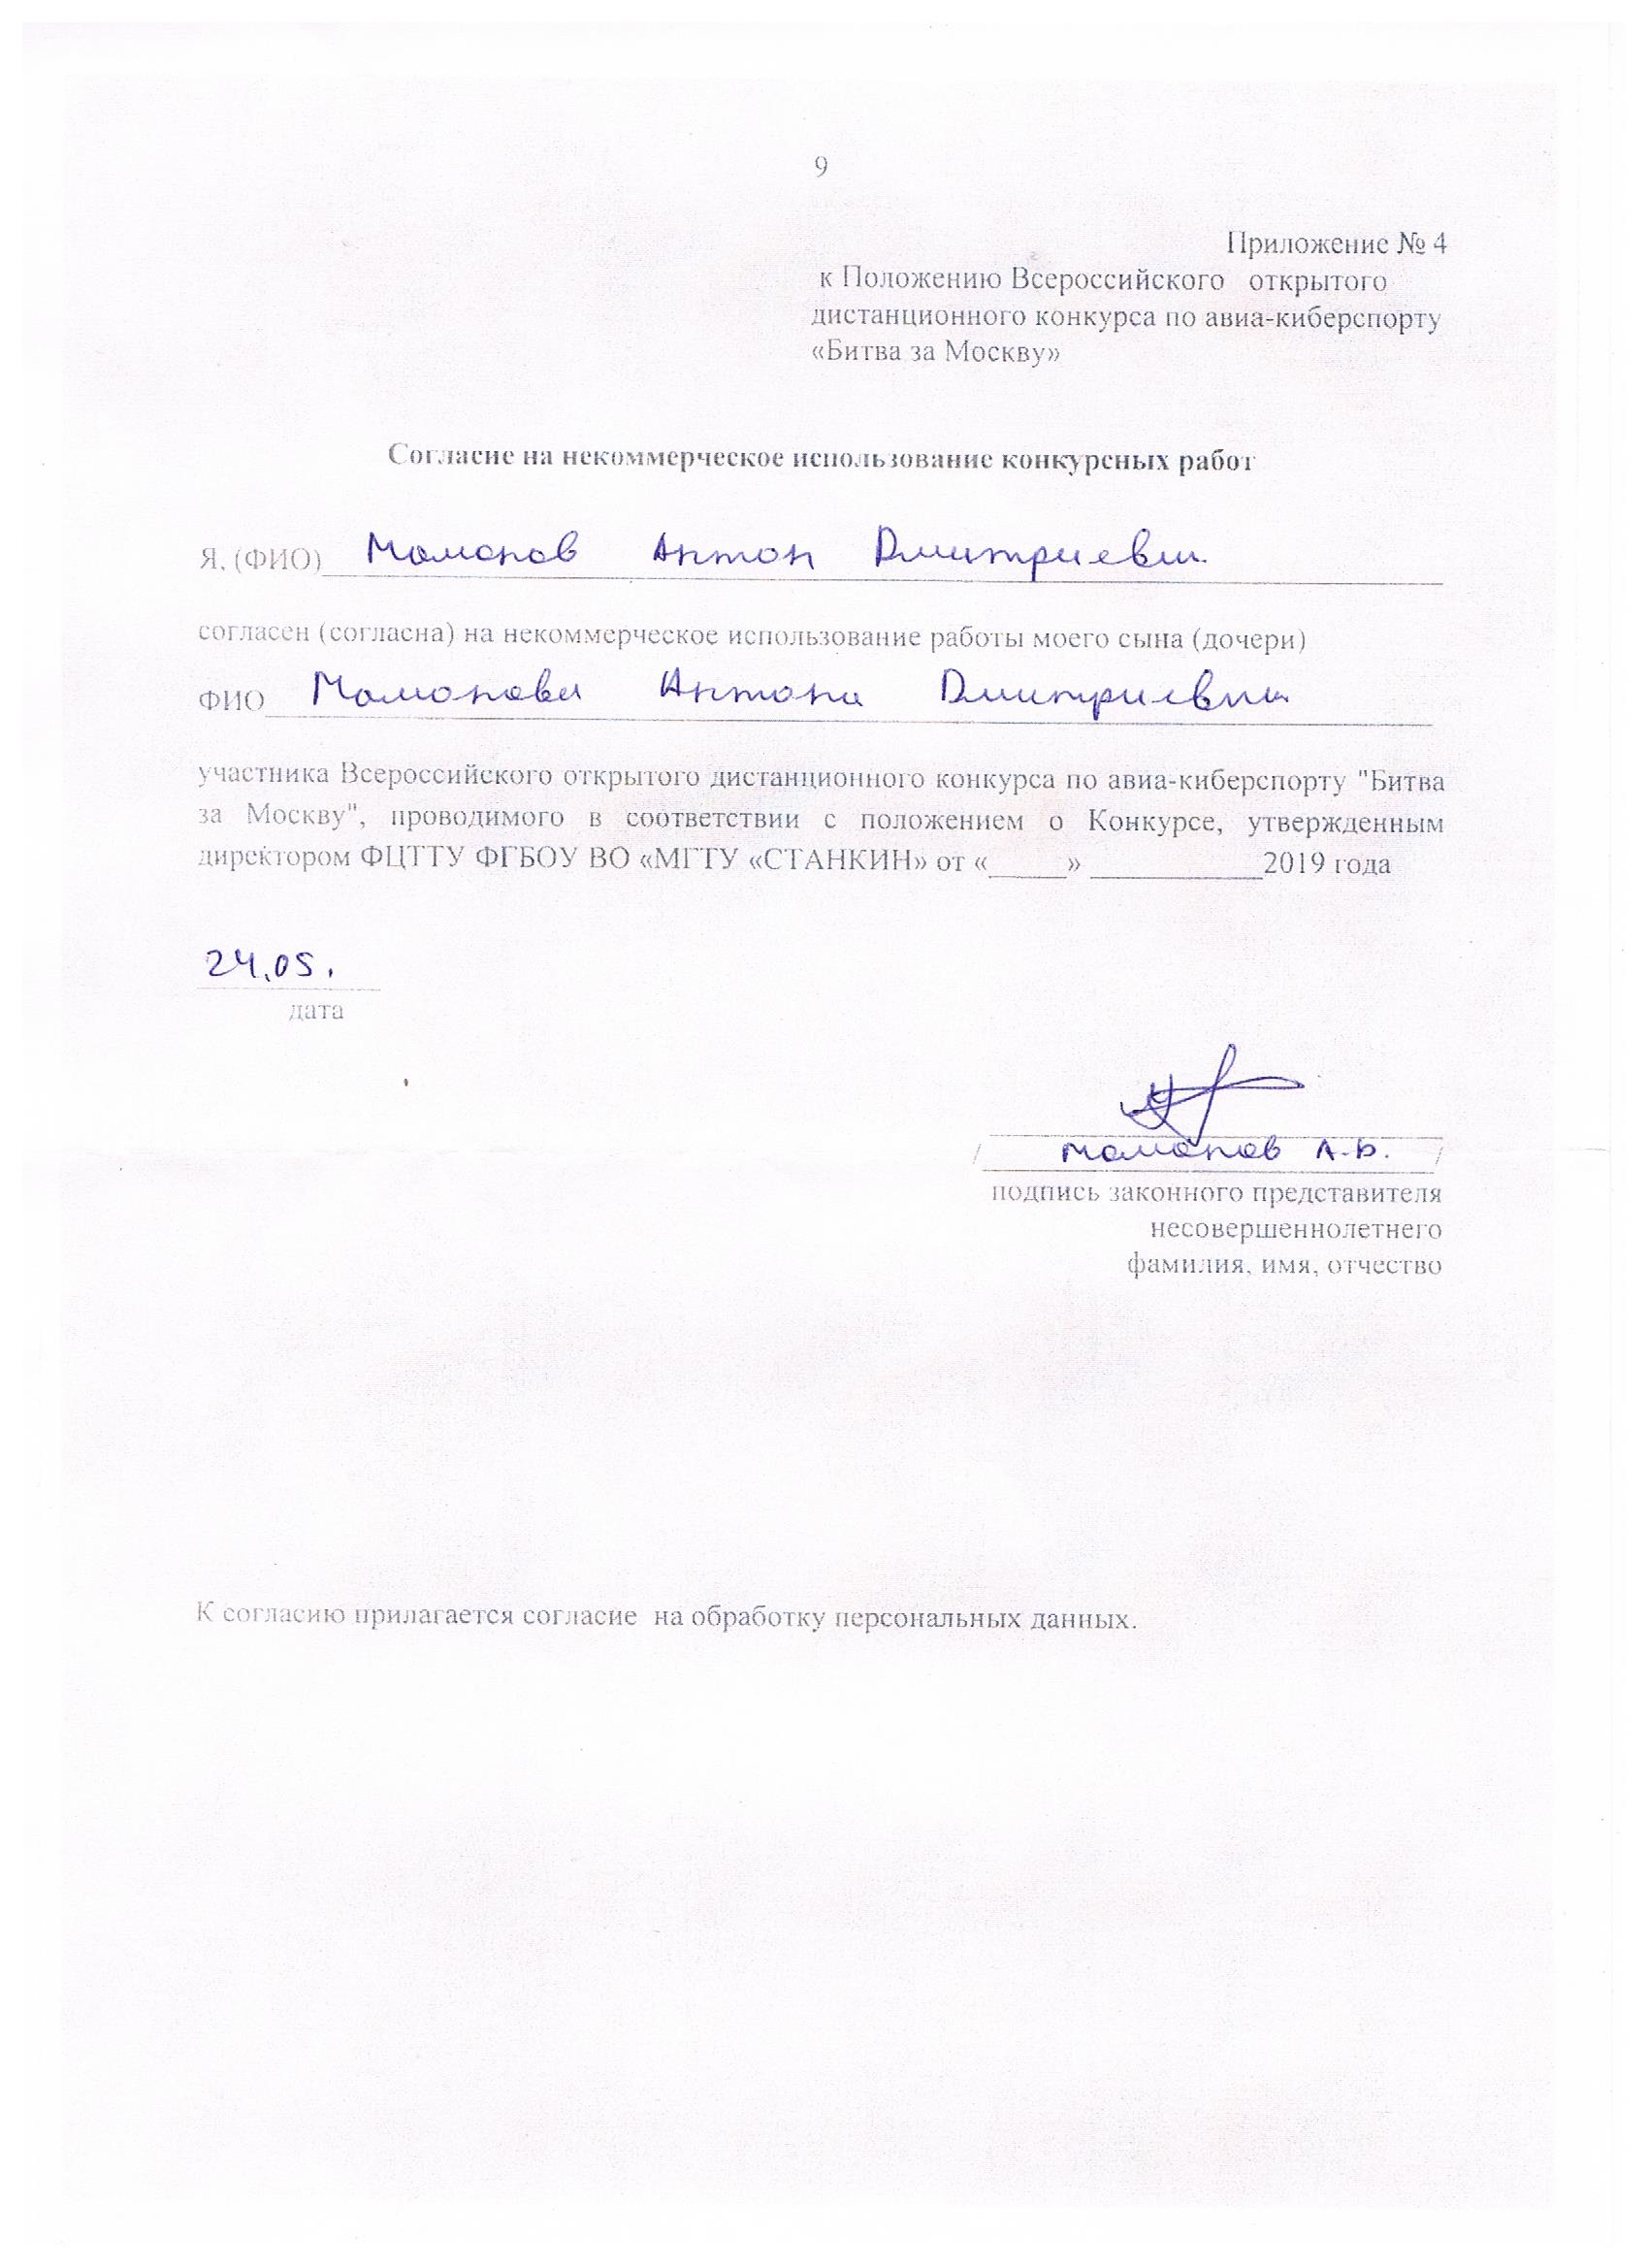 9
Приложение № 4
к Положению Всероссийского открытого
дистанционного конкурса по авиа-киберспорту
«Битва за Москву»
Согласие на некоммерческое использование конкурсных работ
Я, (ФИО) Мамонов Антон Дмитриевич
согласен (согласна) на некоммерческое использование работы моего сына (дочери)
ФИО Мамонова Антона Дмитриевича
участника Всероссийского открытого дистанционного конкурса по авиа-киберспорту "Битва
за Москву", проводимого в соответствии с положением о Конкурсе, утвержденным
директором ФЦТТУ ФГБОУ ВО «МГТУ «СТАНКИН» от «_____» ___________2019 года
24.05.
дата
/ Мамонов А.Д. /
подпись законного представителя
несовершеннолетнего
фамилия, имя, отчество
К согласию прилагается согласие на обработку персональных данных.